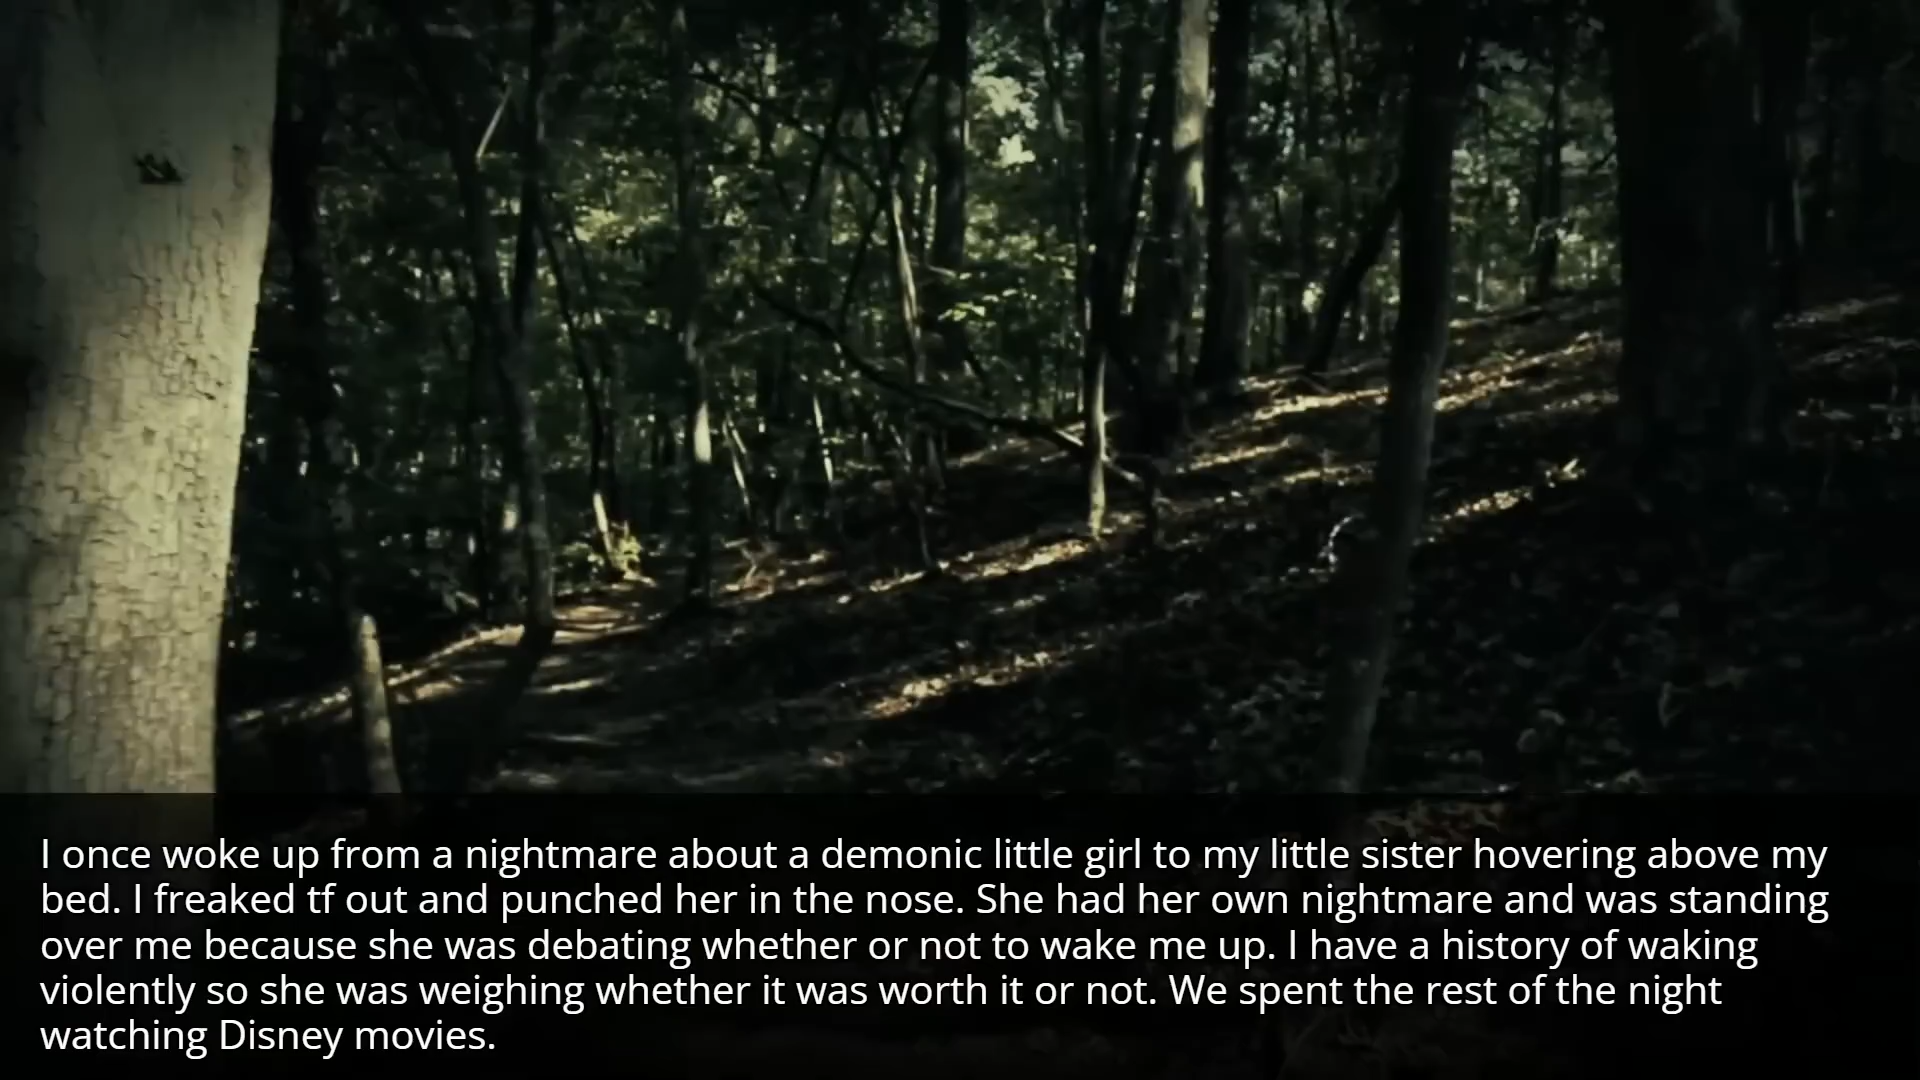 I once woke up from a nightmare about a demonic little girl to my little sister hovering above my
bed. I freaked tf out and punched her in the nose. She had her own nightmare and was standing
over me because she was debating whether or not to wake me up. I have a history of waking
violently so she was weighing whether it was worth it or not. We spent the rest of the night
watching Disney movies.